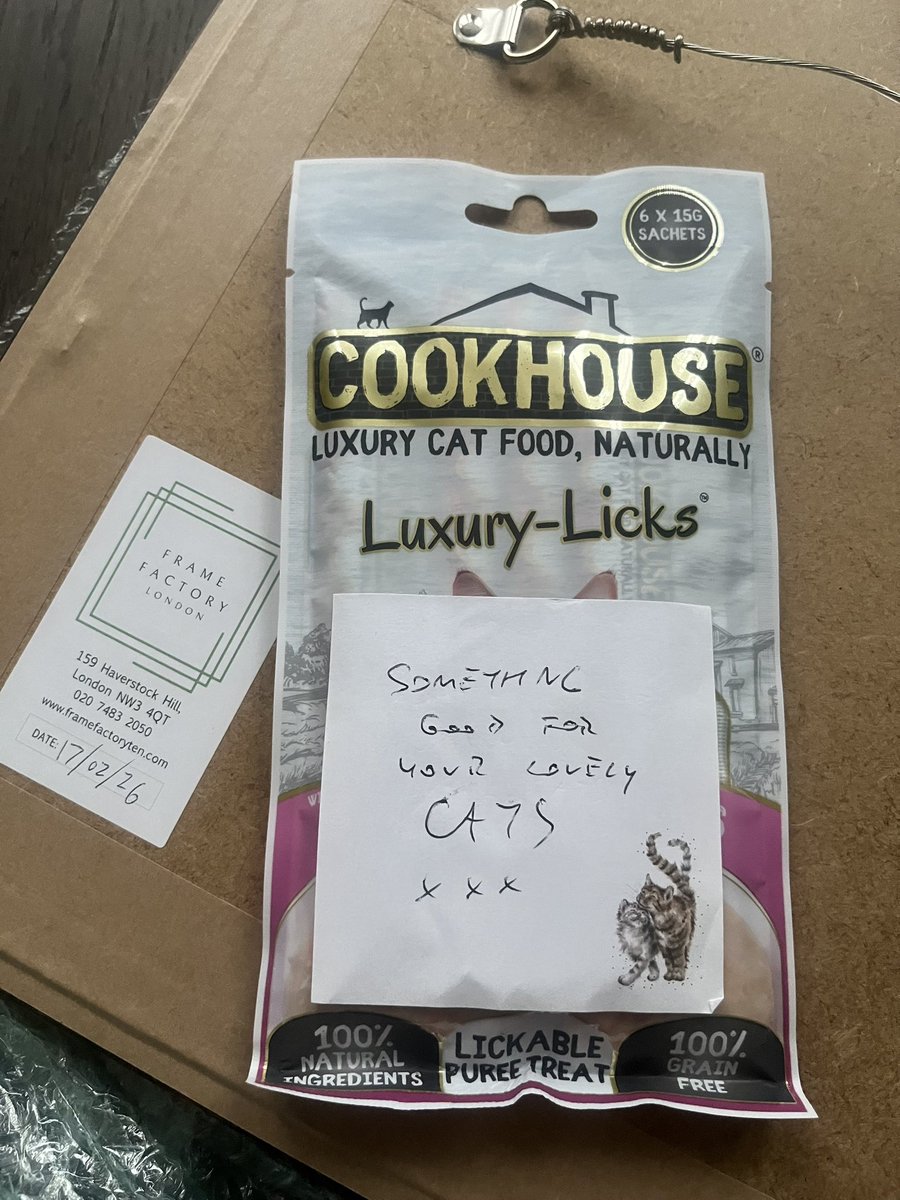 6 X 15G
SACHETS
COOKHOUSE®
LUXURY CAT FOOD, NATURALLY
Luxury-Licks™
SOMETHING
GOOD FOR
YOUR LOVELY
CATS
x x x
100%
NATURAL
INGREDIENTS
LICKABLE
PUREE TREAT
100%
GRAIN
FREE
FRAME
FACTORY
LONDON
159 Haverstock Hill,
London NW3 4QT
020 7483 2050
www.framefactoryten.com
DATE: 17/02/26